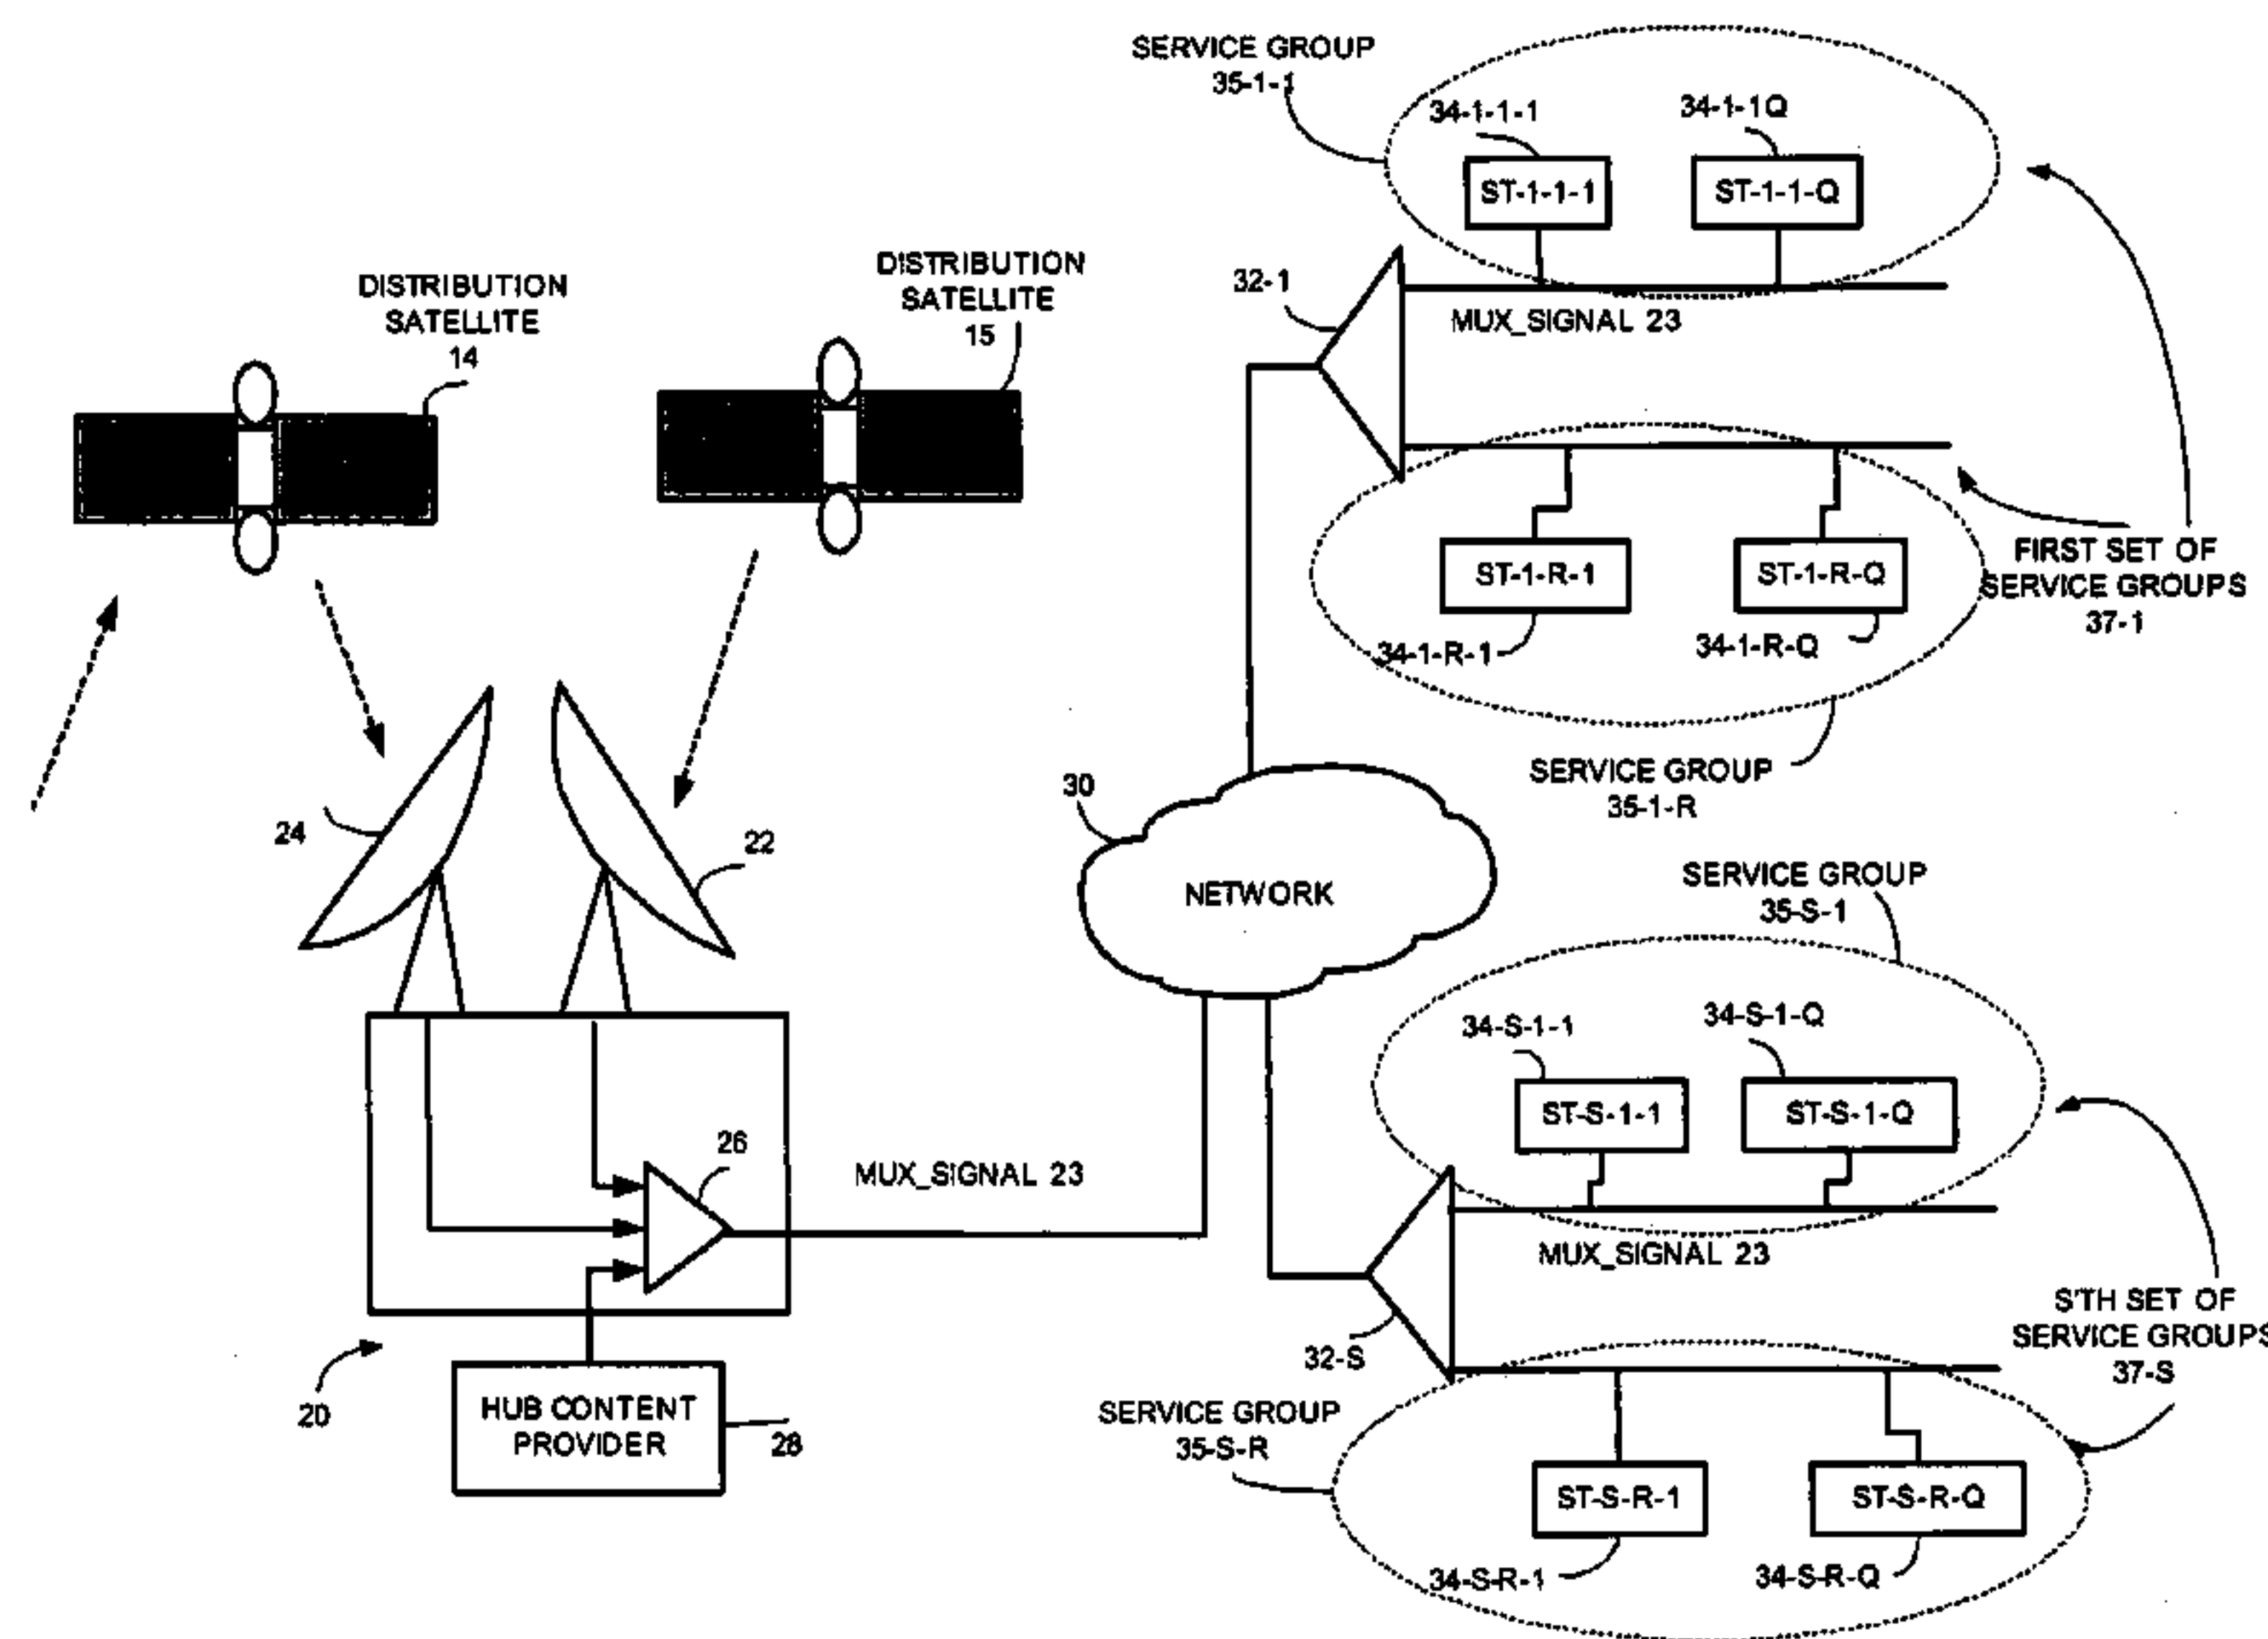 SERVICE GROUP
35-1-1
34-1-1-1
34-1-1Q
ST-1-1-1
ST-1-1-Q
32-1
MUX_SIGNAL 23
DISTRIBUTION
SATELLITE
14
DISTRIBUTION
SATELLITE
15
ST-1-R-1
ST-1-R-Q
34-1-R-1
34-1-R-Q
FIRST SET OF
SERVICE GROUPS
37-1
SERVICE GROUP
35-1-R
24
22
30
NETWORK
SERVICE GROUP
35-S-1
34-S-1-1
34-S-1-Q
ST-S-1-1
ST-S-1-Q
26
MUX_SIGNAL 23
MUX_SIGNAL 23
32-S
S'TH SET OF
SERVICE GROUPS
37-S
20
HUB CONTENT
PROVIDER
28
SERVICE GROUP
35-S-R
ST-S-R-1
ST-S-R-Q
34-S-R-1
34-S-R-Q